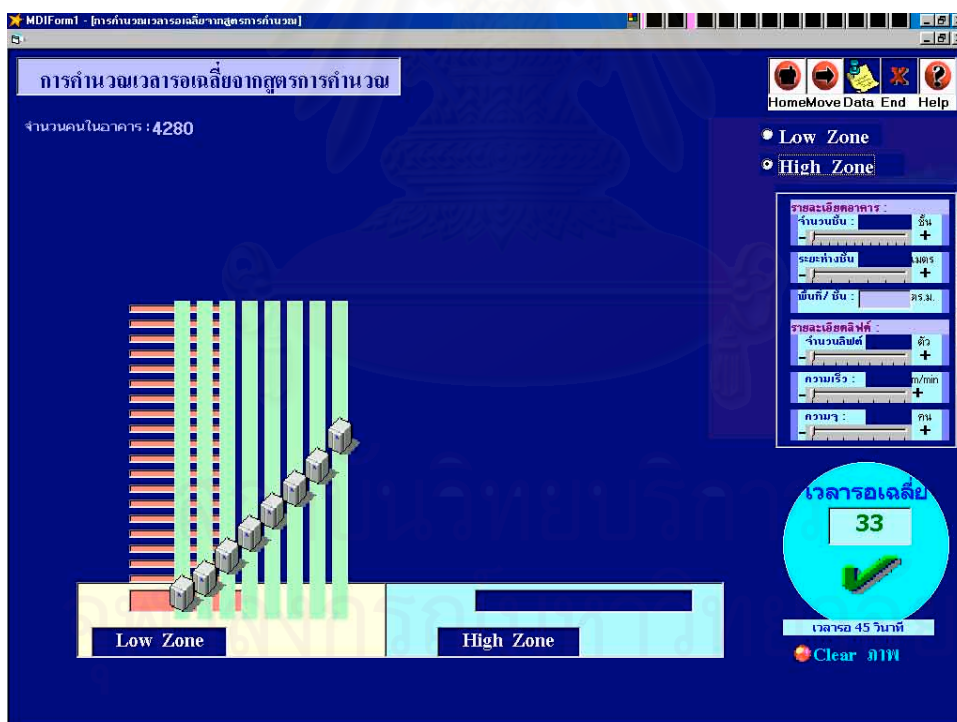 MDIForm1 - [การคำนวณเวลารอเฉลี่ยจากสูตรการคำนวณ]
การคำนวณเวลารอเฉลี่ยจากสูตรการคำนวณ
Home Move Data End Help
จำนวนคนในอาคาร : 4280
Low Zone
High Zone
รายละเอียดอาคาร :
จำนวนชั้น : ชั้น
- +
ระยะห่างชั้น เมตร
- +
พื้นที่/ ชั้น : ตร.ม.
รายละเอียดลิฟต์ :
จำนวนลิฟต์ ตัว
- +
ความเร็ว : m/min
- +
ความจุ : คน
- +
เวลารอเฉลี่ย
33
เวลารอ 45 วินาที
Clear ภาพ
Low Zone
High Zone